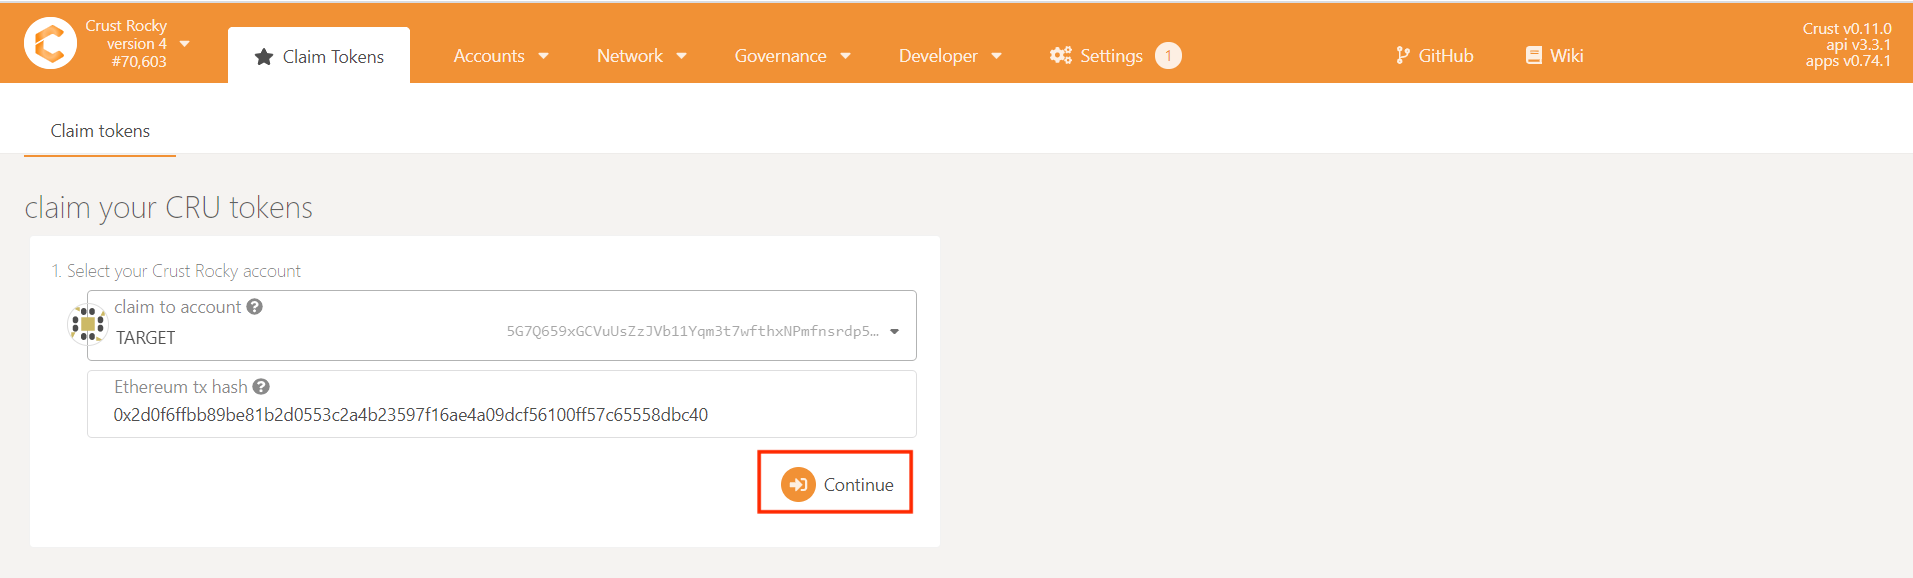 Crust Rocky
version 4
#70,603
Claim Tokens
Accounts
Network
Governance
Developer
Settings
1
GitHub
Wiki
Crust v0.11.0
api v3.3.1
apps v0.74.1
Claim tokens
claim your CRU tokens
1. Select your Crust Rocky account
claim to account ?
TARGET
5G7Q659xGCVuUsZzJVb11Yqm3t7wfthxNPmfnsrdp5…
Ethereum tx hash ?
0x2d0f6ffbb89be81b2d0553c2a4b23597f16ae4a09dcf56100ff57c65558dbc40
Continue